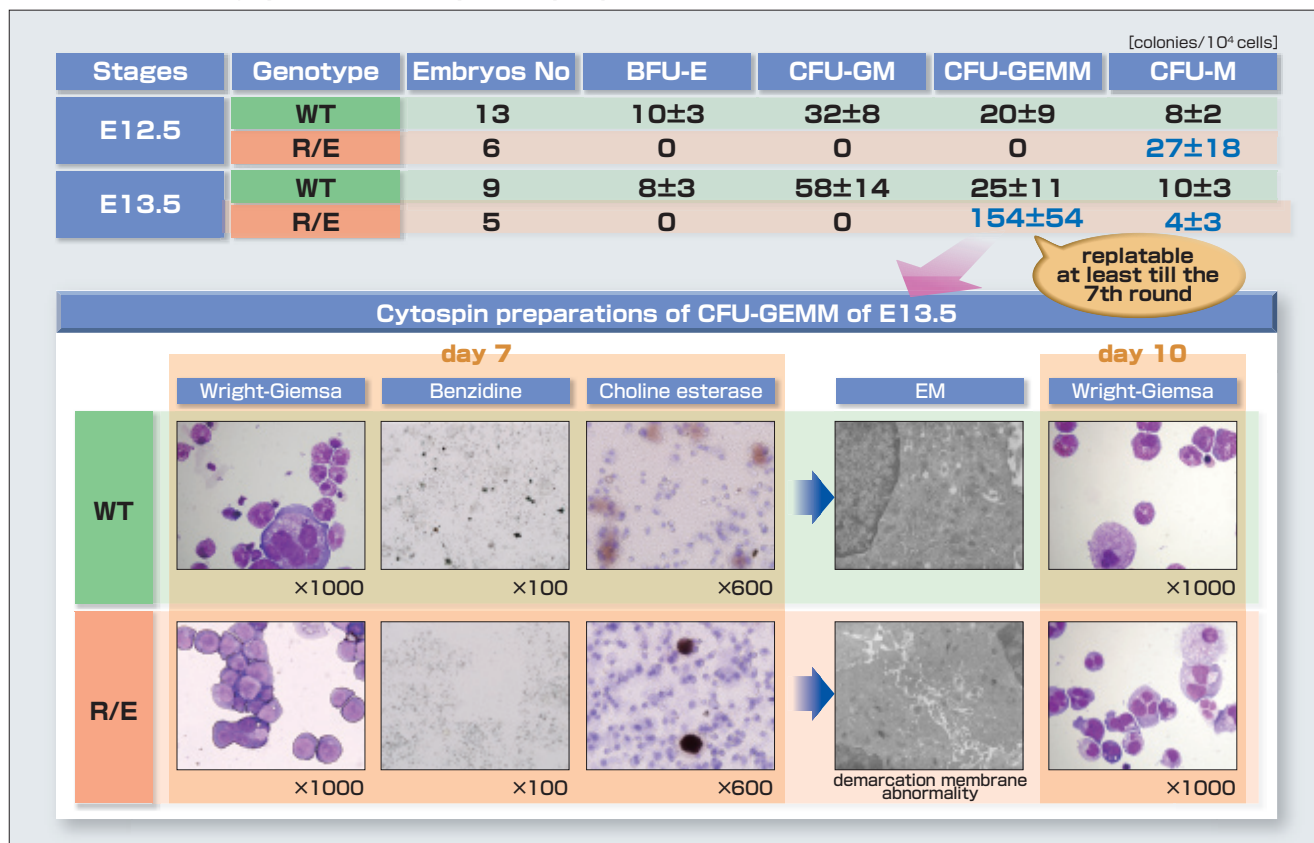 [colonies/10⁴ cells]
Stages Genotype Embryos No BFU-E CFU-GM CFU-GEMM CFU-M
E12.5
WT 13 10±3 32±8 20±9 8±2
R/E 6 0 0 0 27±18
E13.5
WT 9 8±3 58±14 25±11 10±3
R/E 5 0 0 154±54 4±3
replatable
at least till the
7th round
Cytospin preparations of CFU-GEMM of E13.5
day 7 day 10
Wright-Giemsa Benzidine Choline esterase EM Wright-Giemsa
WT
×1000 ×100 ×600 ×1000
R/E
×1000 ×100 ×600 ×1000
demarcation membrane
abnormality